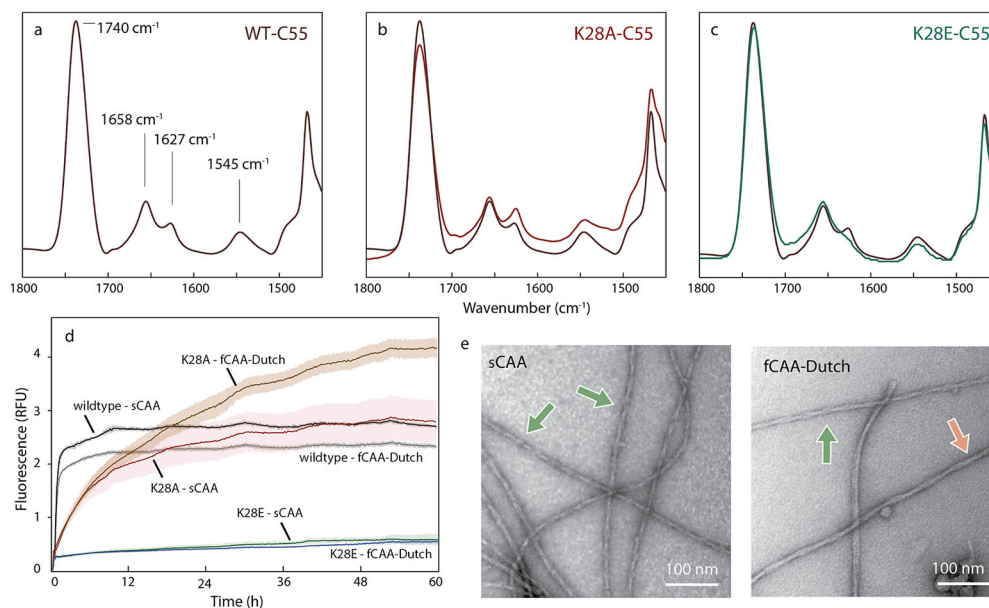 a
1740 cm-1
WT-C55
1658 cm-1
1627 cm-1
1545 cm-1
1800 1700 1600 1500
b
K28A-C55
1800 1700 1600 1500
Wavenumber (cm-1)
c
K28E-C55
1800 1700 1600 1500
d
Fluorescence (RFU)
4
3
2
1
0
K28A - fCAA-Dutch
wildtype - sCAA
wildtype - fCAA-Dutch
K28A - sCAA
K28E - sCAA
K28E - fCAA-Dutch
0 12 24 36 48 60
Time (h)
e
sCAA
100 nm
fCAA-Dutch
100 nm